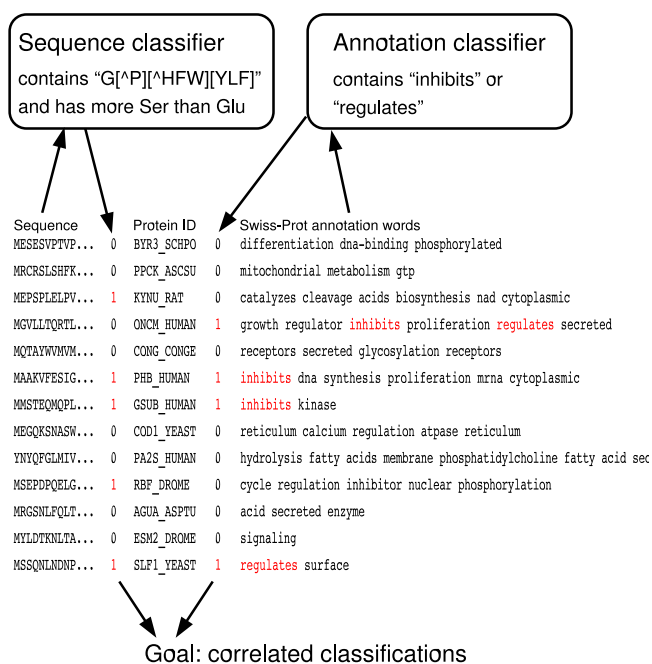 Sequence classifier
contains “G[^P][^HFW][YLF]”
and has more Ser than Glu
Annotation classifier
contains “inhibits” or
“regulates”
Sequence Protein ID Swiss-Prot annotation words
MESESVPTVP... 0 BYR3_SCHPO 0 differentiation dna-binding phosphorylated
MRCRSLSHFK... 0 PPCK_ASCSU 0 mitochondrial metabolism gtp
MEPSPLELPV... 1 KYNU_RAT 0 catalyzes cleavage acids biosynthesis nad cytoplasmic
MGVLLTQRTL... 0 ONCM_HUMAN 1 growth regulator inhibits proliferation regulates secreted
MQTAYWVMVM... 0 CONG_CONGE 0 receptors secreted glycosylation receptors
MAAKVFESIG... 1 PHB_HUMAN 1 inhibits dna synthesis proliferation mrna cytoplasmic
MMSTEQMQPL... 1 GSUB_HUMAN 1 inhibits kinase
MEGQKSNASW... 0 COD1_YEAST 0 reticulum calcium regulation atpase reticulum
YNYQFGLMIV... 0 PA2S_HUMAN 0 hydrolysis fatty acids membrane phosphatidylcholine fatty acid sec
MSEPDPQELG... 1 RBF_DROME 0 cycle regulation inhibitor nuclear phosphorylation
MRGSNLFQLT... 0 AGUA_ASPTU 0 acid secreted enzyme
MYLDTKNLTA... 0 ESM2_DROME 0 signaling
MSSQNLNDNP... 1 SLF1_YEAST 1 regulates surface
Goal: correlated classifications